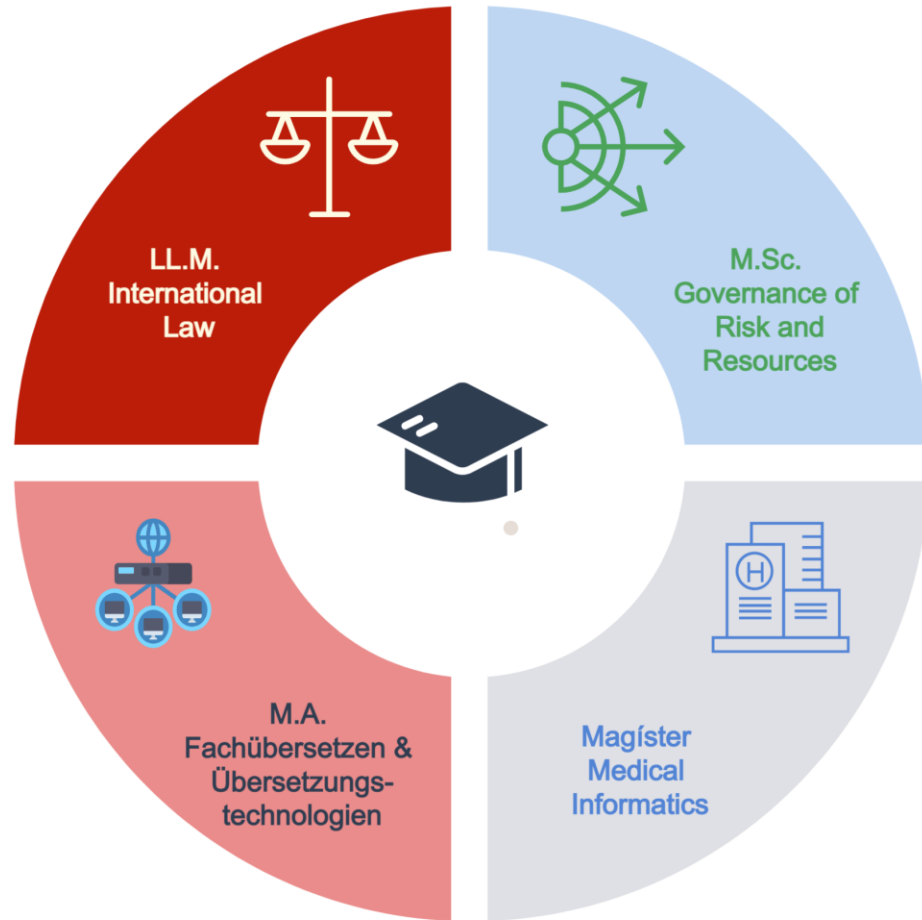 LL.M.
International
Law
M.Sc.
Governance of
Risk and
Resources
M.A.
Fachübersetzen &
Übersetzungs-
technologien
Magíster
Medical
Informatics
H